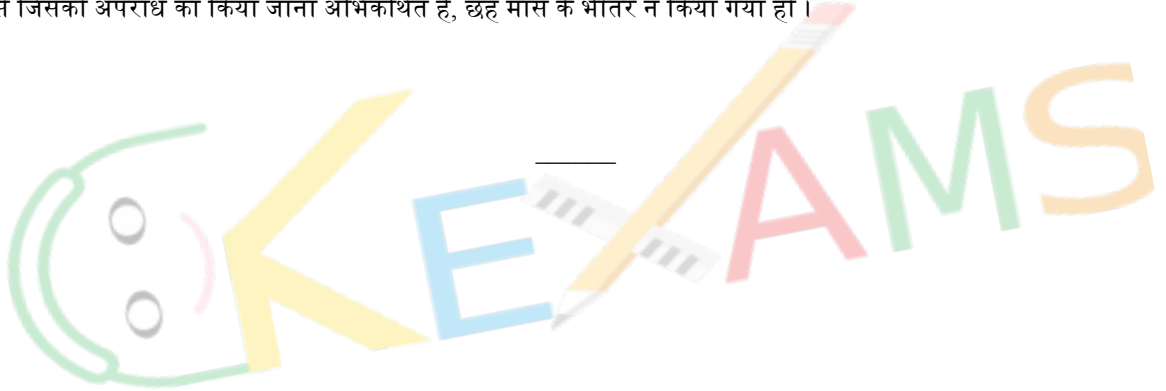 से जिसको अपराध का किया जाना अभिकथित है, छह मास के भीतर न किया गया हो ।
KEXAMS